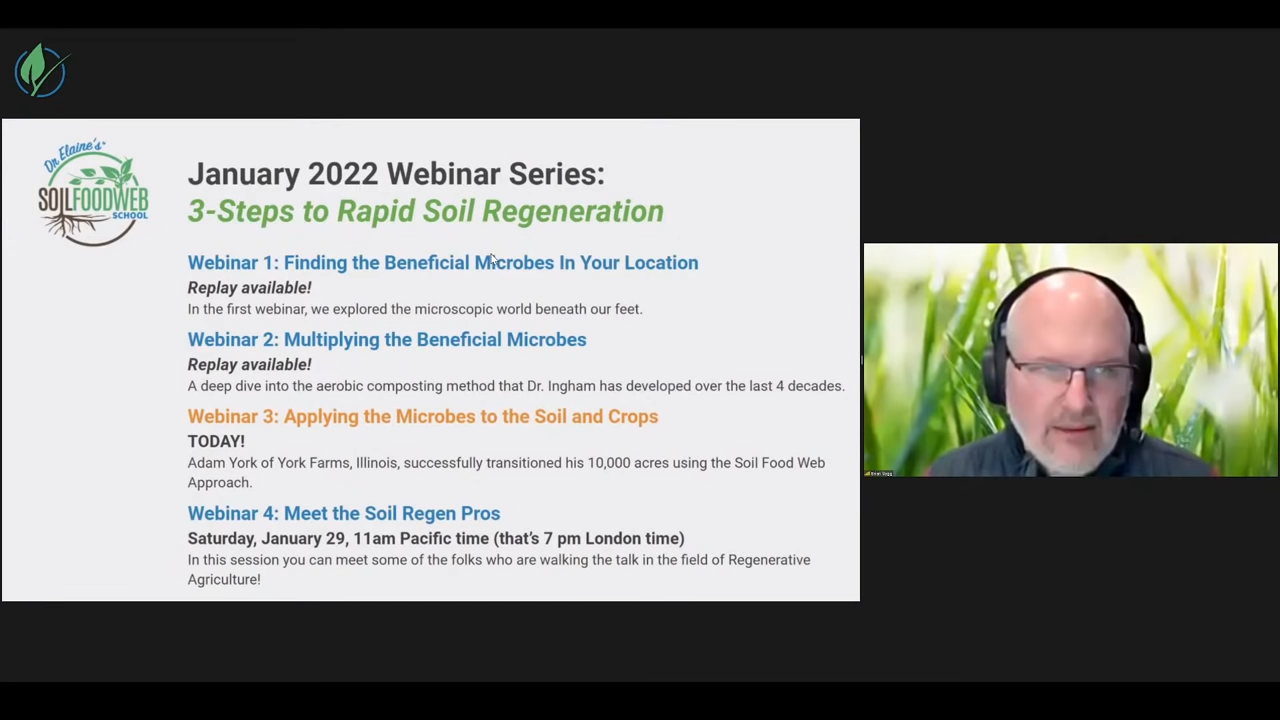 Dr Elaine's
SOILFOODWEB
SCHOOL
January 2022 Webinar Series:
3-Steps to Rapid Soil Regeneration
Webinar 1: Finding the Beneficial Microbes In Your Location
Replay available!
In the first webinar, we explored the microscopic world beneath our feet.
Webinar 2: Multiplying the Beneficial Microbes
Replay available!
A deep dive into the aerobic composting method that Dr. Ingham has developed over the last 4 decades.
Webinar 3: Applying the Microbes to the Soil and Crops
TODAY!
Adam York of York Farms, Illinois, successfully transitioned his 10,000 acres using the Soil Food Web
Approach.
Webinar 4: Meet the Soil Regen Pros
Saturday, January 29, 11am Pacific time (that's 7 pm London time)
In this session you can meet some of the folks who are walking the talk in the field of Regenerative
Agriculture!